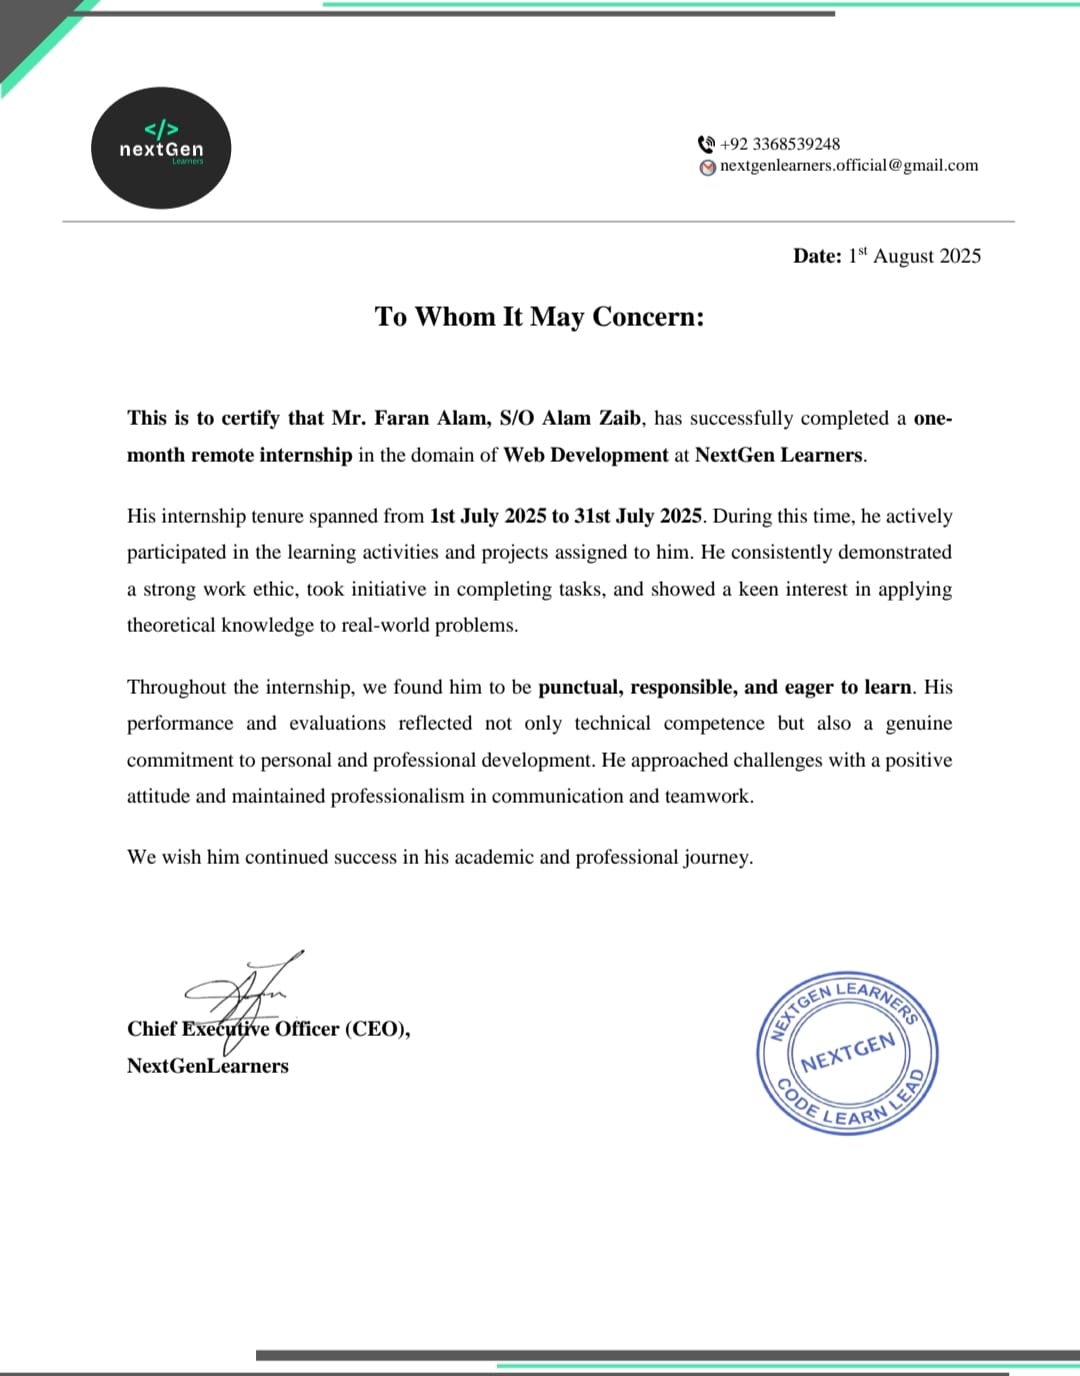 </>
nextGen
Learners
+92 3368539248
nextgenlearners.official@gmail.com
Date: 1st August 2025
To Whom It May Concern:
This is to certify that Mr. Faran Alam, S/O Alam Zaib, has successfully completed a one-
month remote internship in the domain of Web Development at NextGen Learners.
His internship tenure spanned from 1st July 2025 to 31st July 2025. During this time, he actively
participated in the learning activities and projects assigned to him. He consistently demonstrated
a strong work ethic, took initiative in completing tasks, and showed a keen interest in applying
theoretical knowledge to real-world problems.
Throughout the internship, we found him to be punctual, responsible, and eager to learn. His
performance and evaluations reflected not only technical competence but also a genuine
commitment to personal and professional development. He approached challenges with a positive
attitude and maintained professionalism in communication and teamwork.
We wish him continued success in his academic and professional journey.
Chief Executive Officer (CEO),
NextGenLearners
NEXTGEN LEARNERS
NEXTGEN
CODE LEARN LEAD